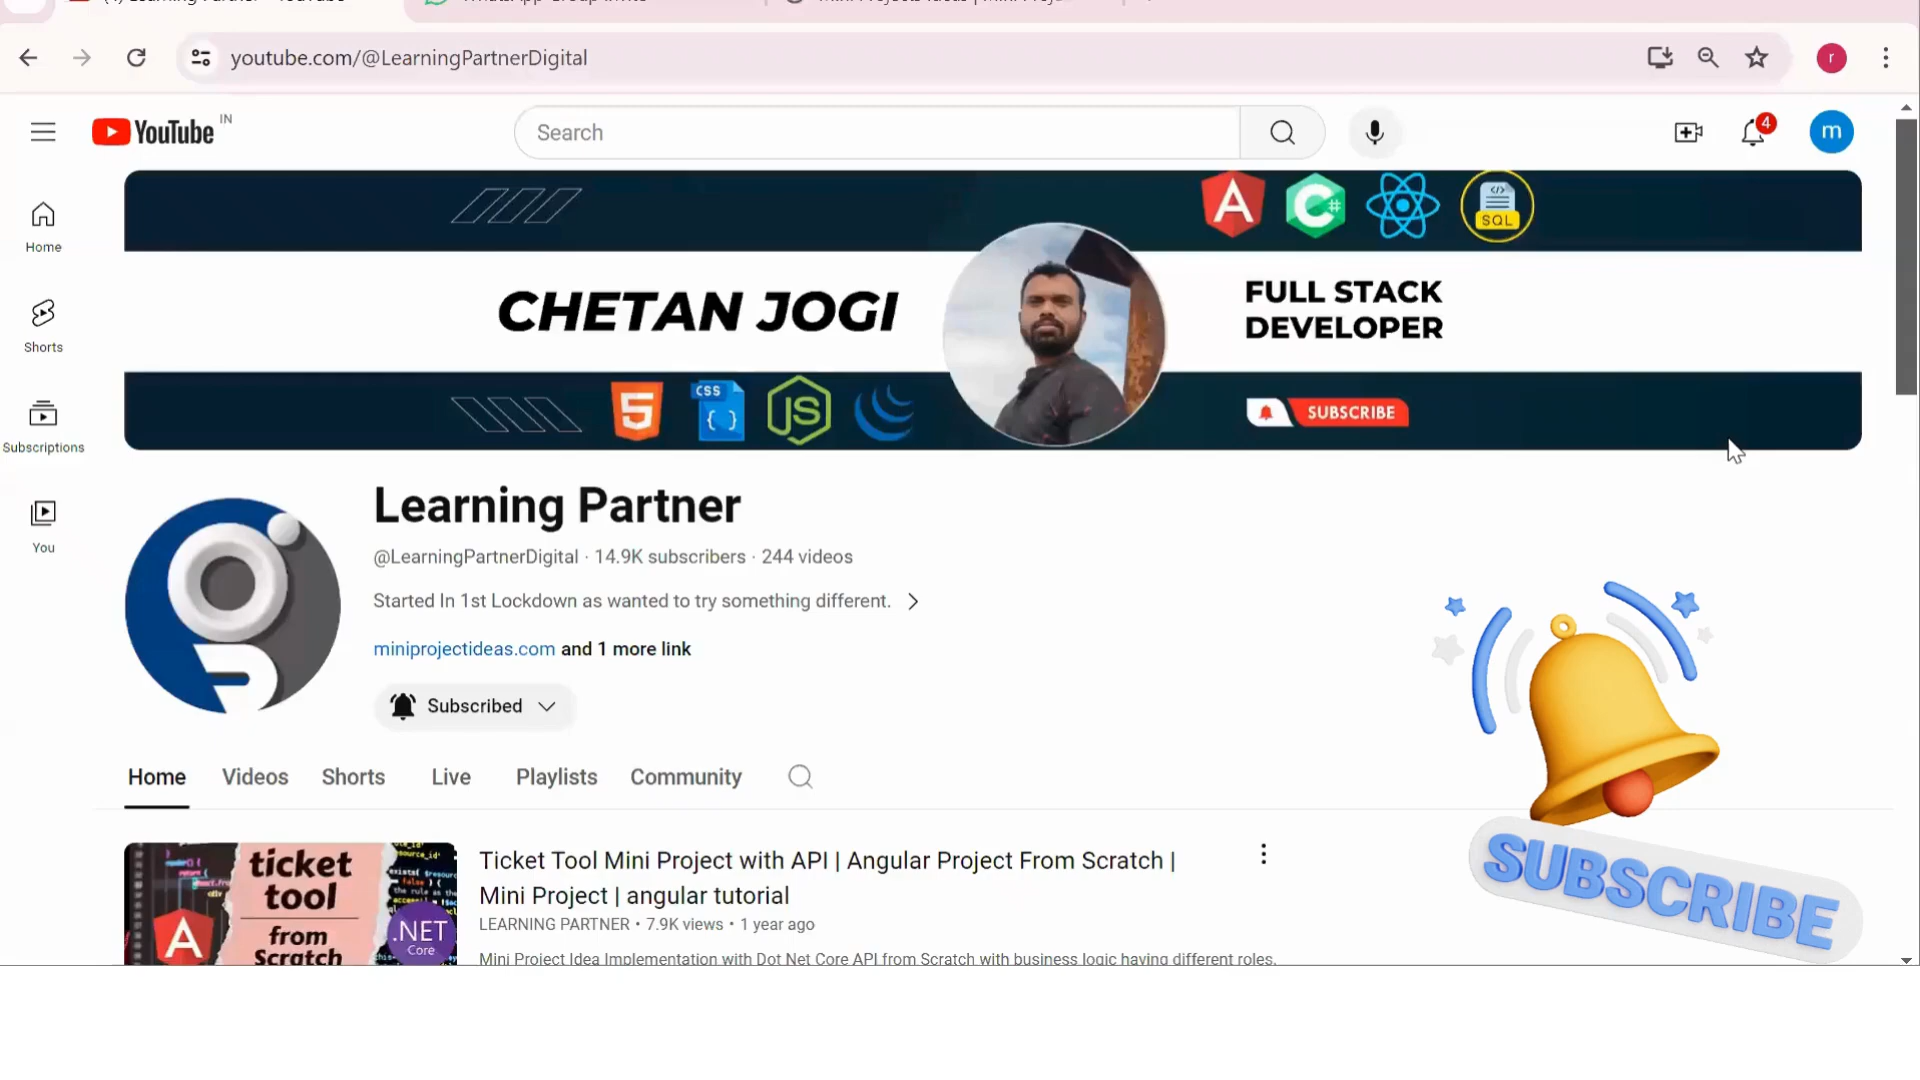 youtube.com/@LearningPartnerDigital
r
YouTube IN
Search
4
m
Home
Shorts
Subscriptions
You
SQL
CHETAN JOGI
FULL STACK
DEVELOPER
5
CSS
JS
SUBSCRIBE
Learning Partner
@LearningPartnerDigital · 14.9K subscribers · 244 videos
Started In 1st Lockdown as wanted to try something different.
miniprojectideas.com and 1 more link
Subscribed
Home Videos Shorts Live Playlists Community
ticket
tool
from
Scratch
.NET
Core
Ticket Tool Mini Project with API | Angular Project From Scratch |
Mini Project | angular tutorial
LEARNING PARTNER • 7.9K views • 1 year ago
Mini Project Idea Implementation with Dot Net Core API from Scratch with business logic having different roles.
SUBSCRIBE